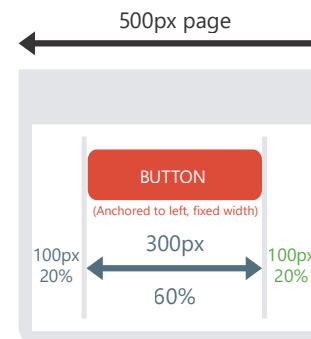 500px page
BUTTON
(Anchored to left, fixed width)
300px
100px
20%
100px
20%
60%